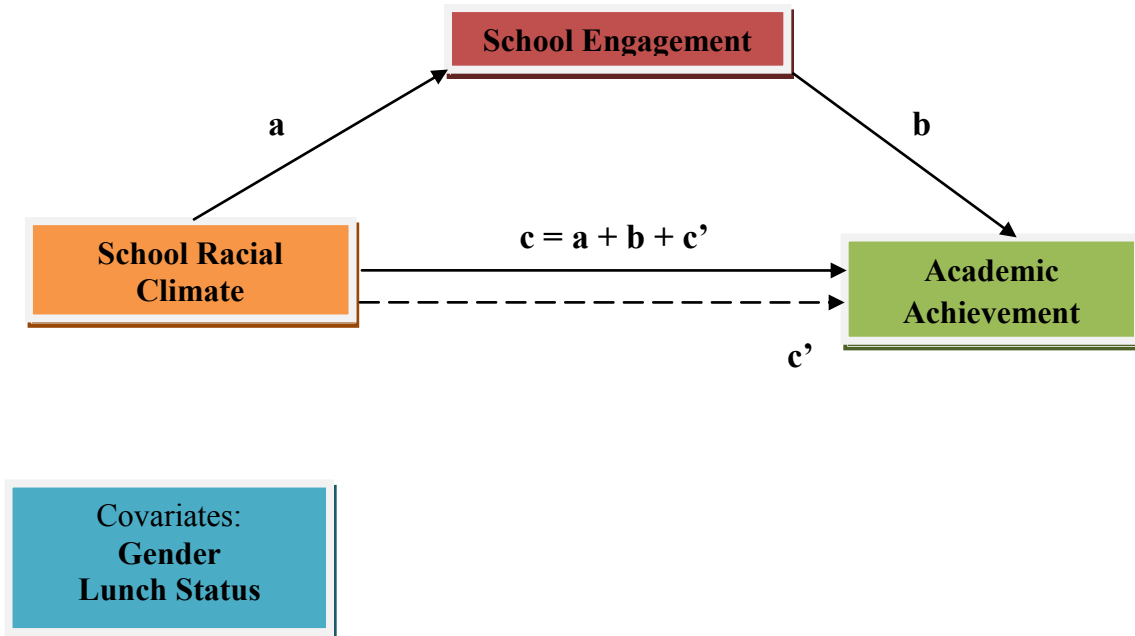 School Engagement
a
b
c = a + b + c’
School Racial
Climate
Academic
Achievement
c’
Covariates:
Gender
Lunch Status